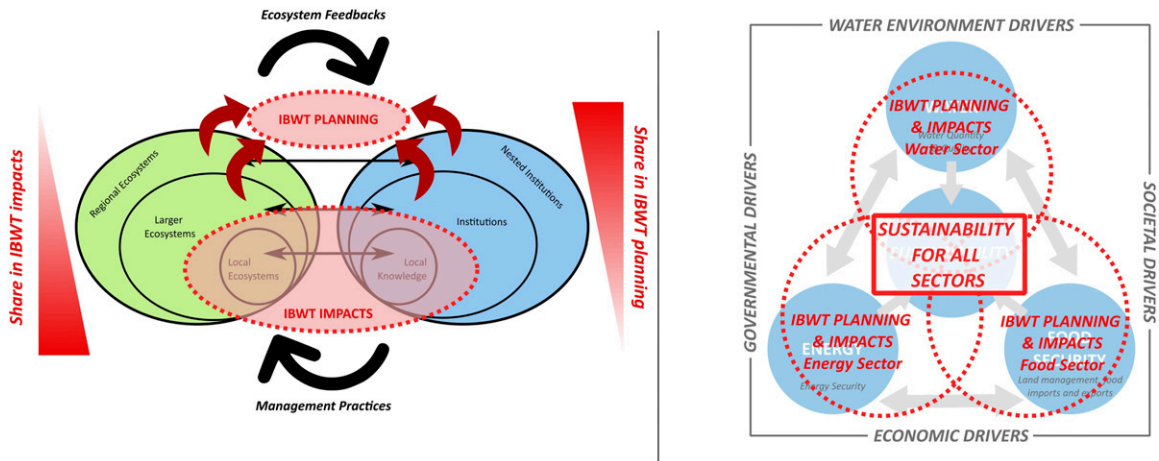 Ecosystem Feedbacks
IBWT PLANNING
Share in IBWT impacts
Regional Ecosystems
Larger
Ecosystems
Local
Ecosystems
Nested Institutions
Institutions
Local
Knowledge
IBWT IMPACTS
Management Practices
Share in IBWT planning
WATER ENVIRONMENT DRIVERS
GOVERNMENTAL DRIVERS
SOCIETAL DRIVERS
ECONOMIC DRIVERS
IBWT PLANNING
& IMPACTS
Water Sector
Water Quantity
SUSTAINABILITY
FOR ALL
SECTORS
IBWT PLANNING
& IMPACTS
Energy Sector
ENERGY
Energy Security
IBWT PLANNING
& IMPACTS
Food Sector
FOOD
SECURITY
Land management, food
imports and exports